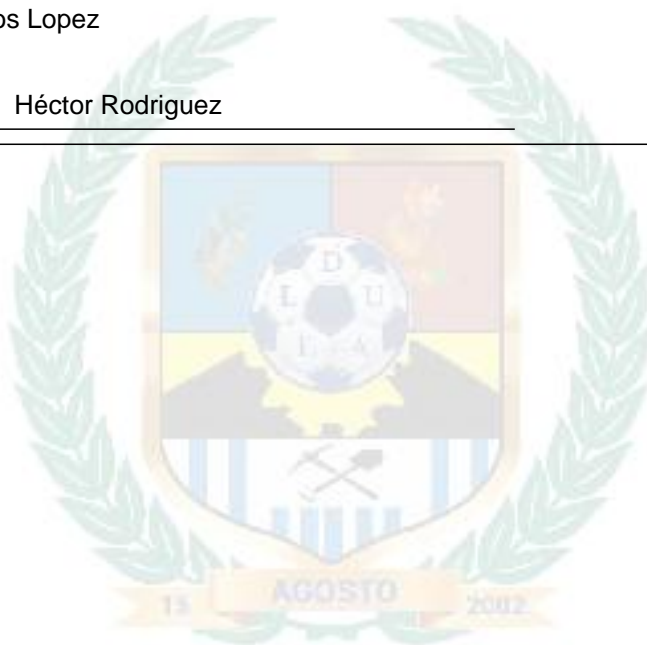 os Lopez
Héctor Rodriguez
D
L U
E A
15 AGOSTO 2002